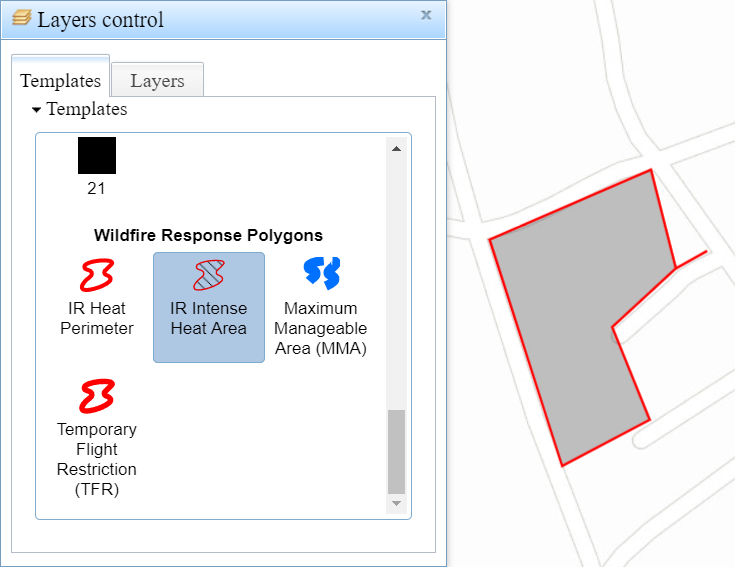 Layers control
x
Templates
Layers
Templates
21
Wildfire Response Polygons
IR Heat
Perimeter
IR Intense
Heat Area
Maximum
Manageable
Area (MMA)
Temporary
Flight
Restriction
(TFR)